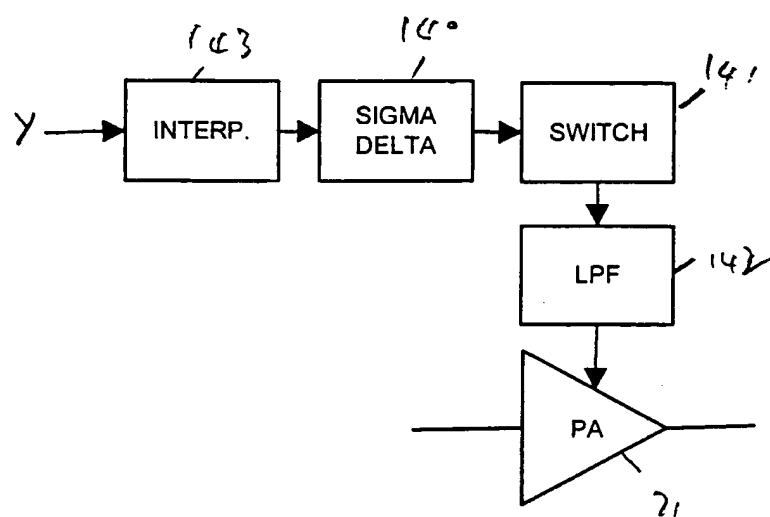 143
140
141
Y
INTERP.
SIGMA
DELTA
SWITCH
LPF
142
PA
21